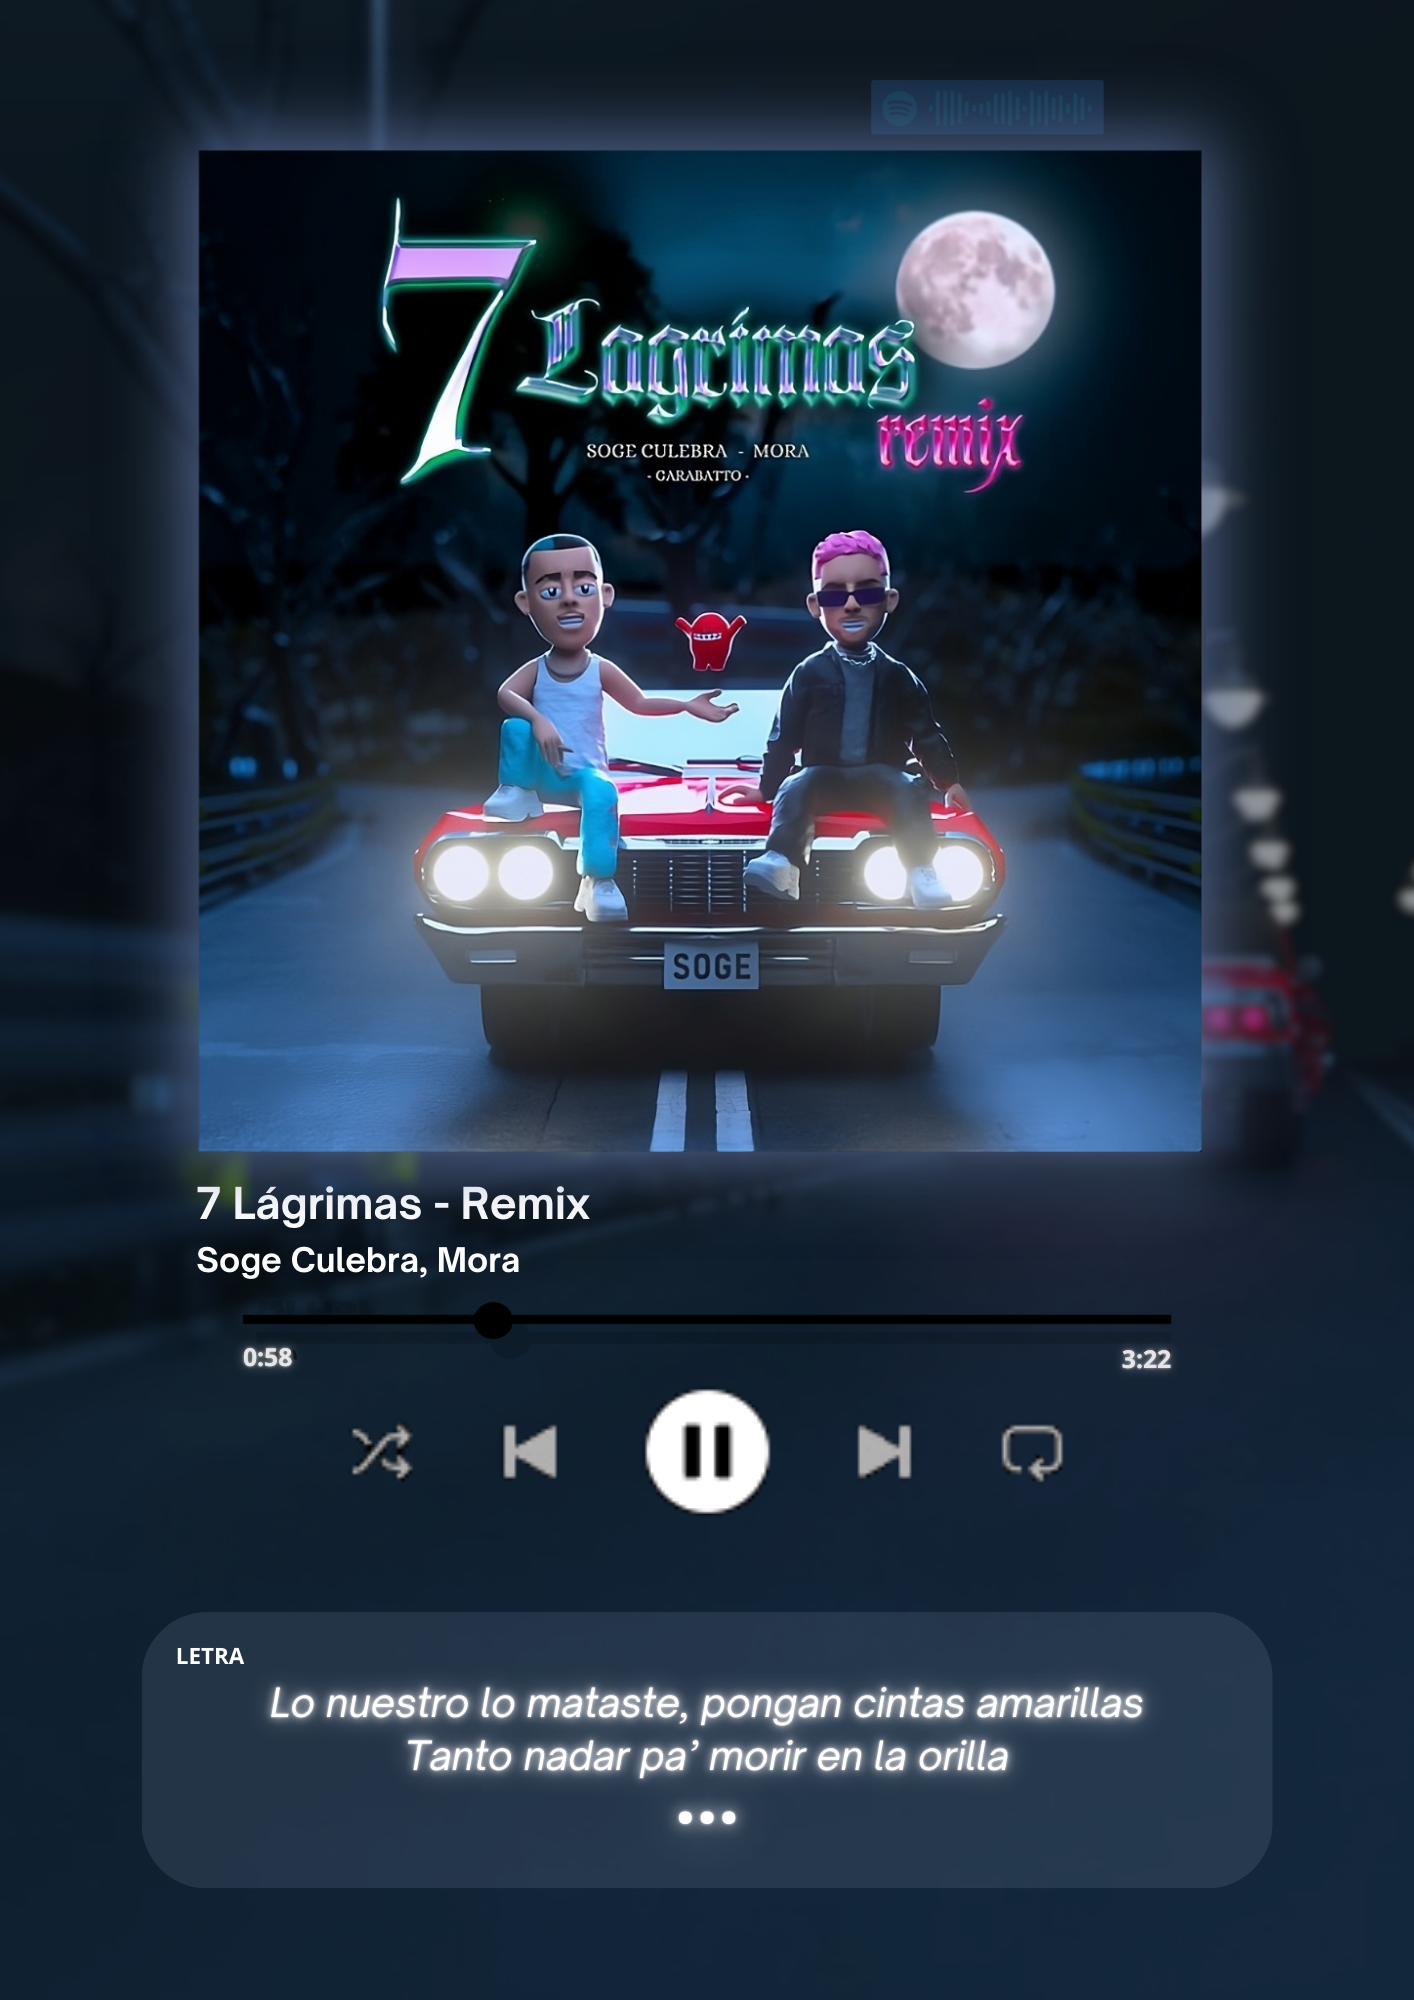 7 Lagrímas
remix
SOGE CULEBRA - MORA
- GARABATTO -
SOGE
7 Lágrimas - Remix
Soge Culebra, Mora
0:58
3:22
LETRA
Lo nuestro lo mataste, pongan cintas amarillas
Tanto nadar pa’ morir en la orilla
•••